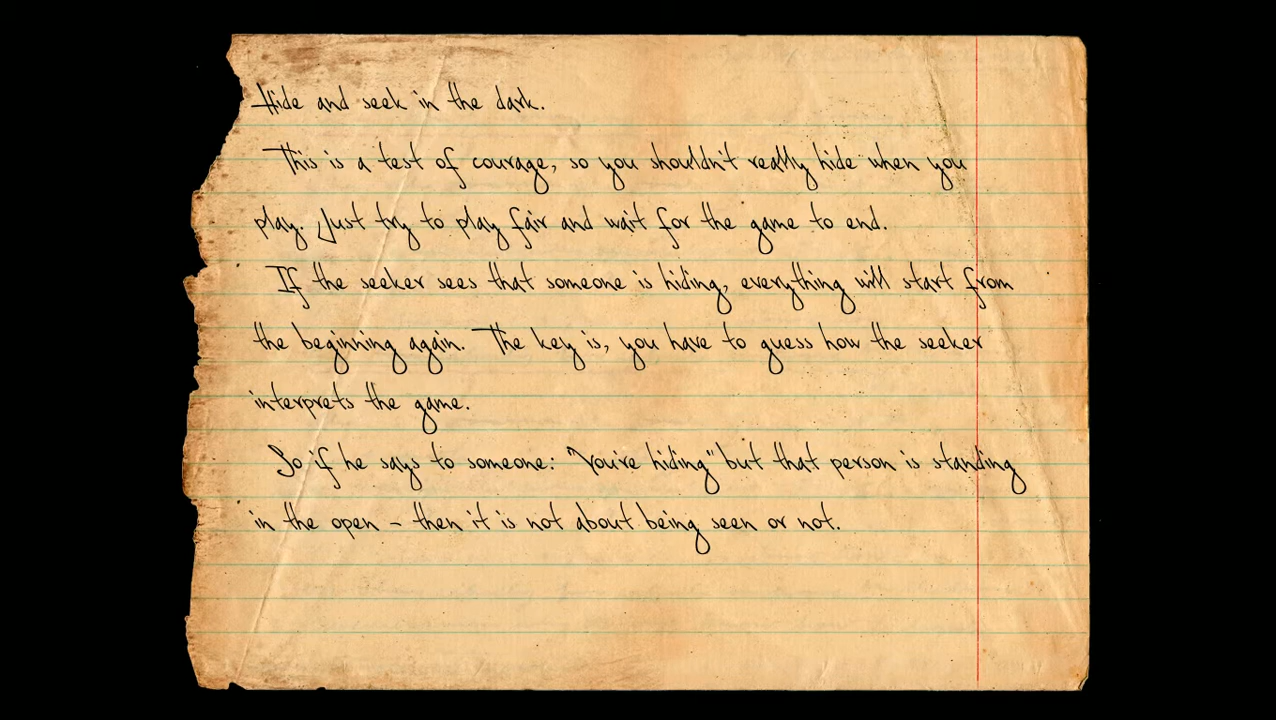 Hide and seek in the dark.
This is a test of courage, so you shouldn't really hide when you
play. Just try to play fair and wait for the game to end.
If the seeker sees that someone is hiding, everything will start from
the beginning again. The key is, you have to guess how the seeker
interprets the game.
So if he says to someone: "You're hiding" but that person is standing
in the open - then it is not about being seen or not.